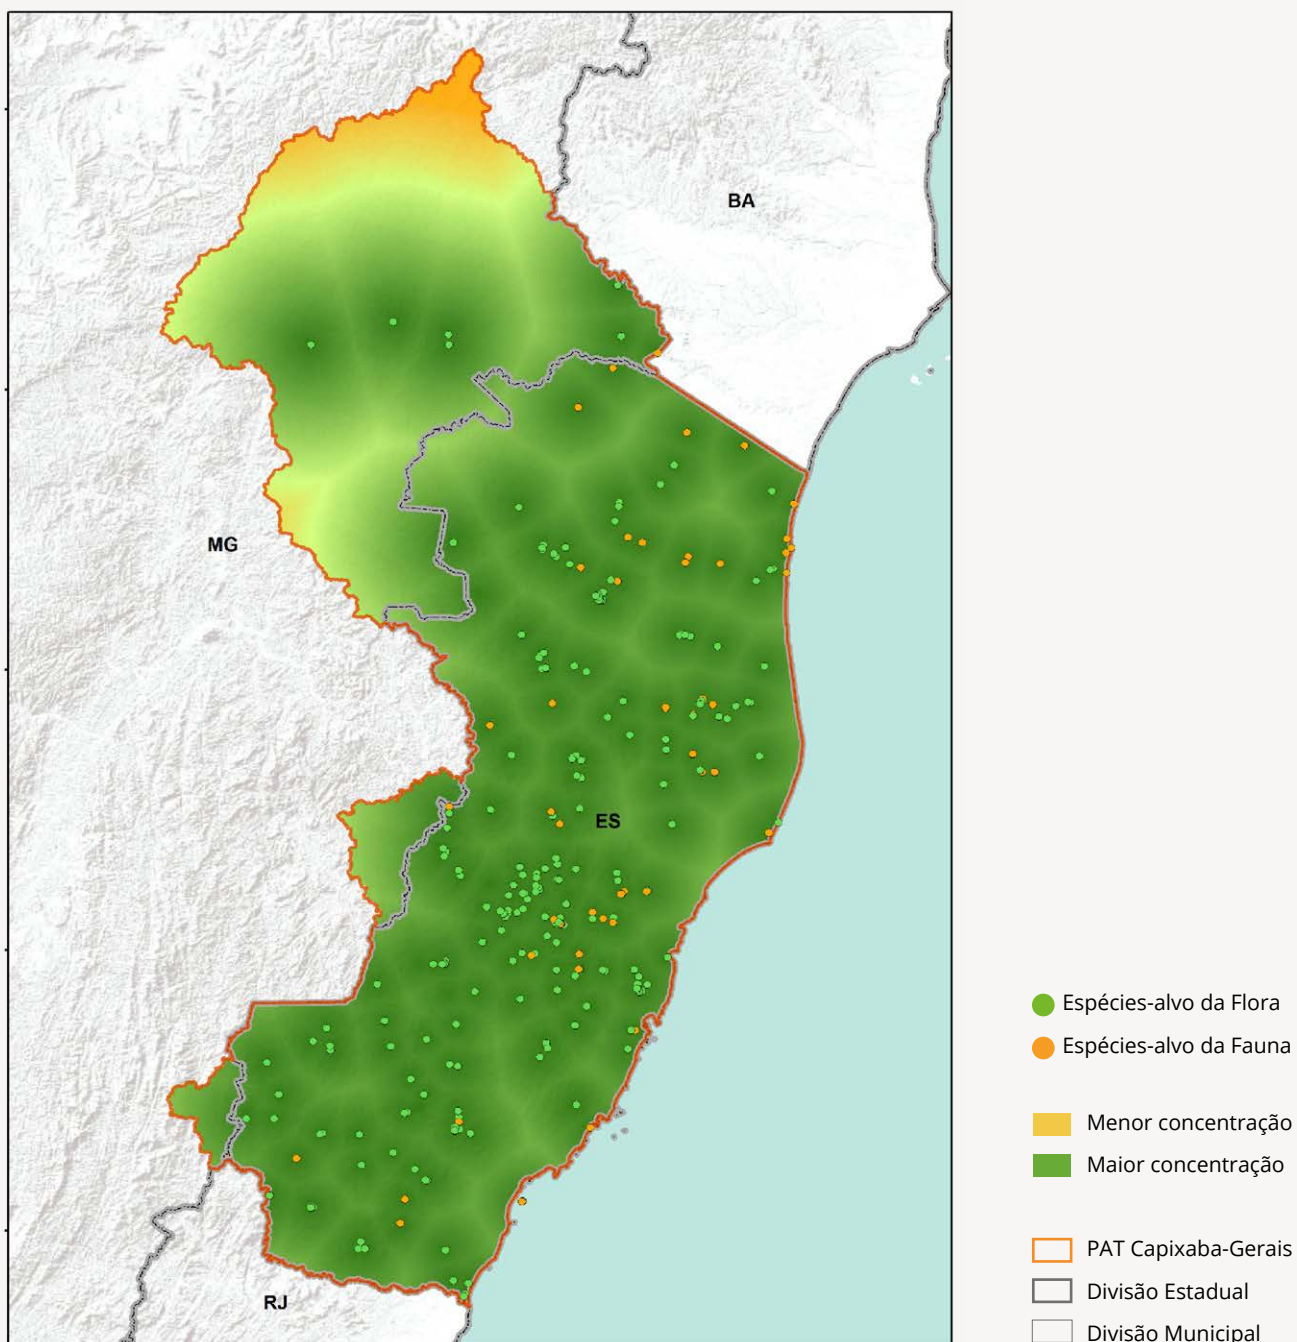 BA
MG
ES
RJ
Espécies-alvo da Flora
Espécies-alvo da Fauna
Menor concentração
Maior concentração
PAT Capixaba-Gerais
Divisão Estadual
Divisão Municipal